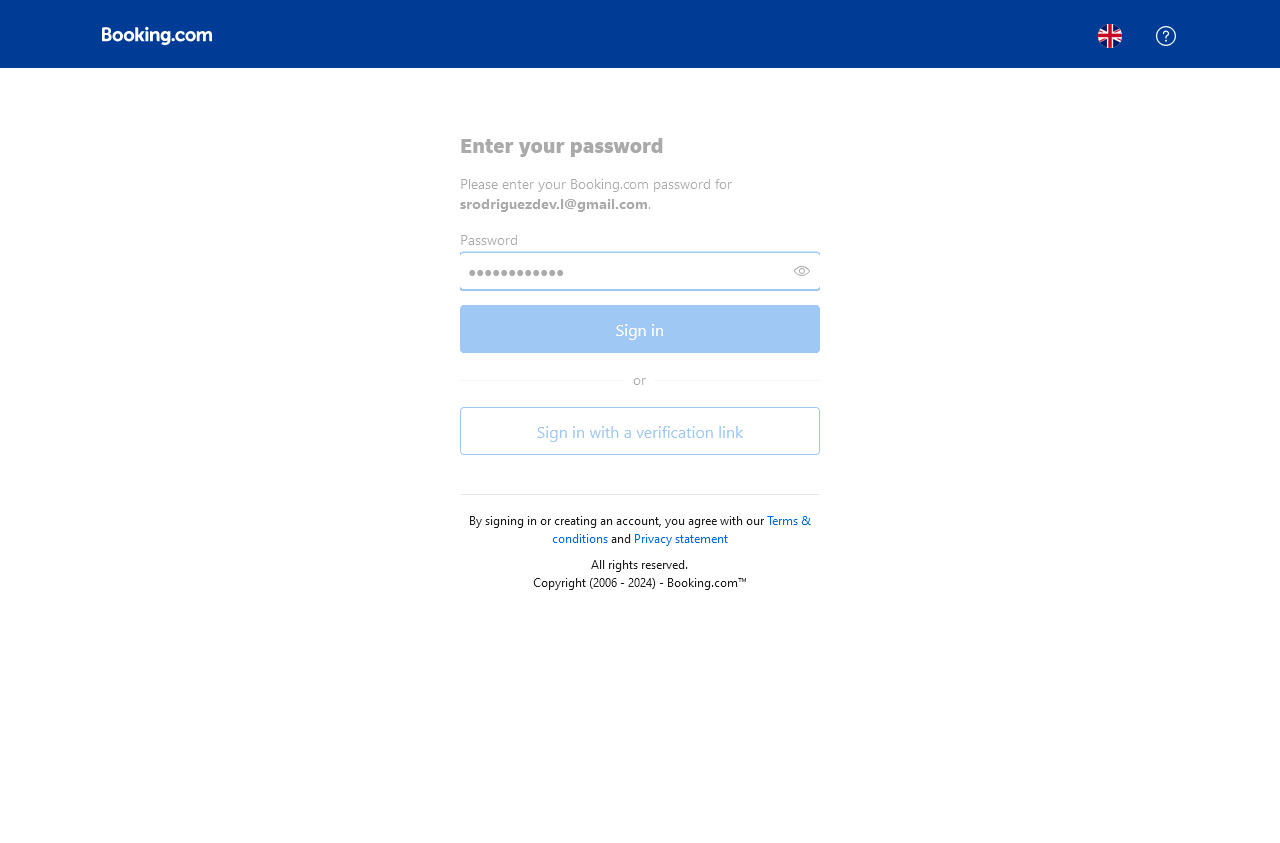 Booking.com
Enter your password
Please enter your Booking.com password for
srodriguezdev.l@gmail.com.
Password
••••••••••••
Sign in
or
Sign in with a verification link
By signing in or creating an account, you agree with our Terms &
conditions and Privacy statement
All rights reserved.
Copyright (2006 - 2024) - Booking.com™